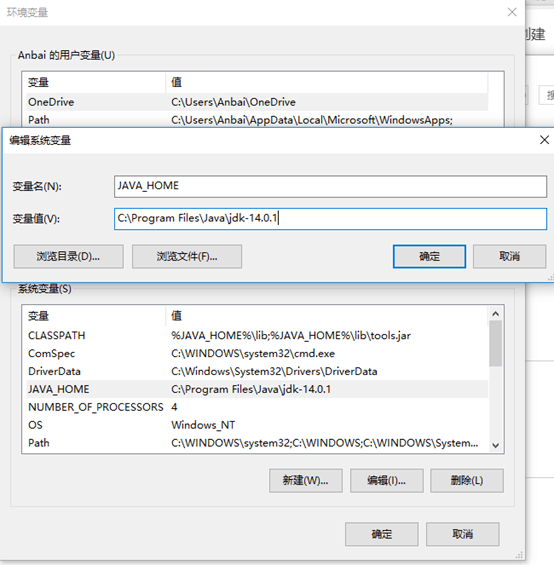 环境变量
创建
Anbai 的用户变量(U)
变量 值
OneDrive C:\Users\Anbai\OneDrive
Path C:\Users\Anbai\AppData\Local\Microsoft\WindowsApps;
搜
编辑系统变量
变量名(N): JAVA_HOME
变量值(V): C:\Program Files\Java\jdk-14.0.1
浏览目录(D)... 浏览文件(F)... 确定 取消
系统变量(S)
变量 值
CLASSPATH %JAVA_HOME%\lib;%JAVA_HOME%\lib\tools.jar
ComSpec C:\WINDOWS\system32\cmd.exe
DriverData C:\Windows\System32\Drivers\DriverData
JAVA_HOME C:\Program Files\Java\jdk-14.0.1
NUMBER_OF_PROCESSORS 4
OS Windows_NT
Path C:\WINDOWS\system32;C:\WINDOWS;C:\WINDOWS\System...
新建(W)... 编辑(I)... 删除(L)
确定 取消